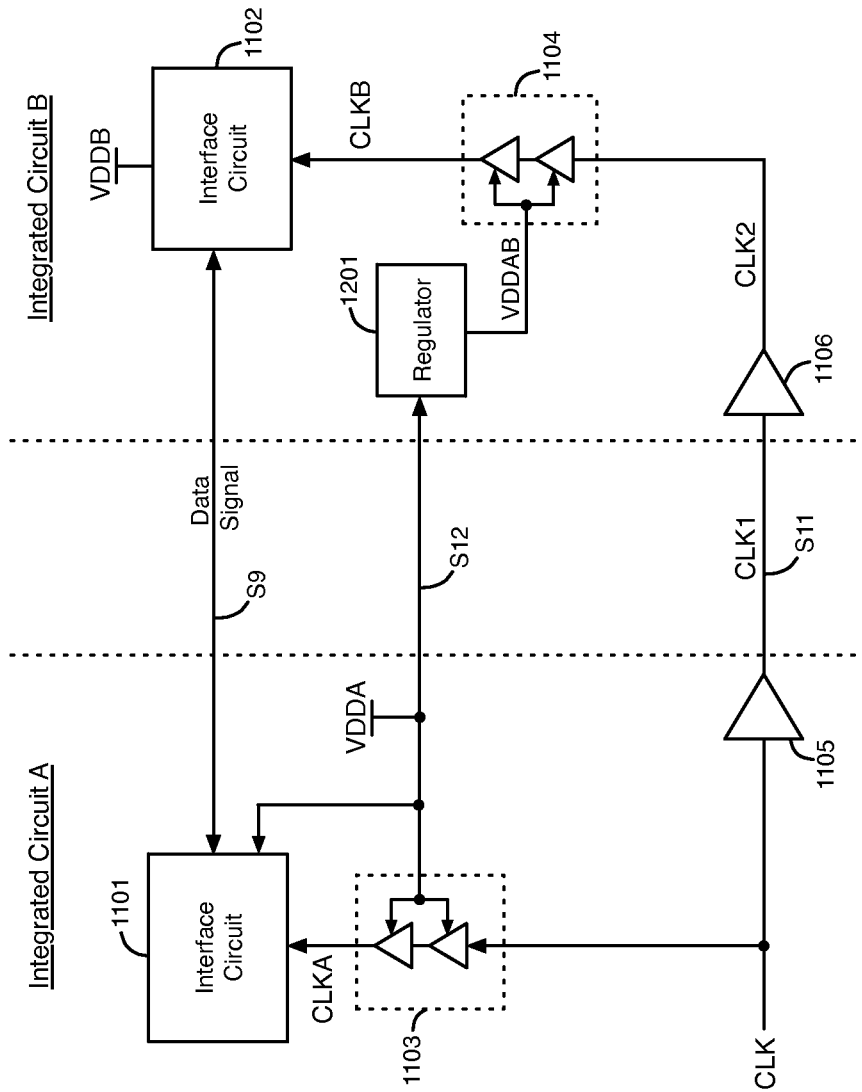 Integrated Circuit A
Integrated Circuit B
1101
Interface
Circuit
S9
Data
Signal
VDDB
1102
Interface
Circuit
CLKA
1103
VDDA
S12
1201
Regulator
VDDAB
CLKB
1104
CLK
1105
CLK1
S11
1106
CLK2